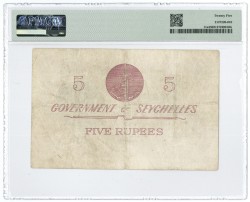 Twenty Five
5 5
GOVERNMENT of SEYCHELLES
FIVE RUPEES